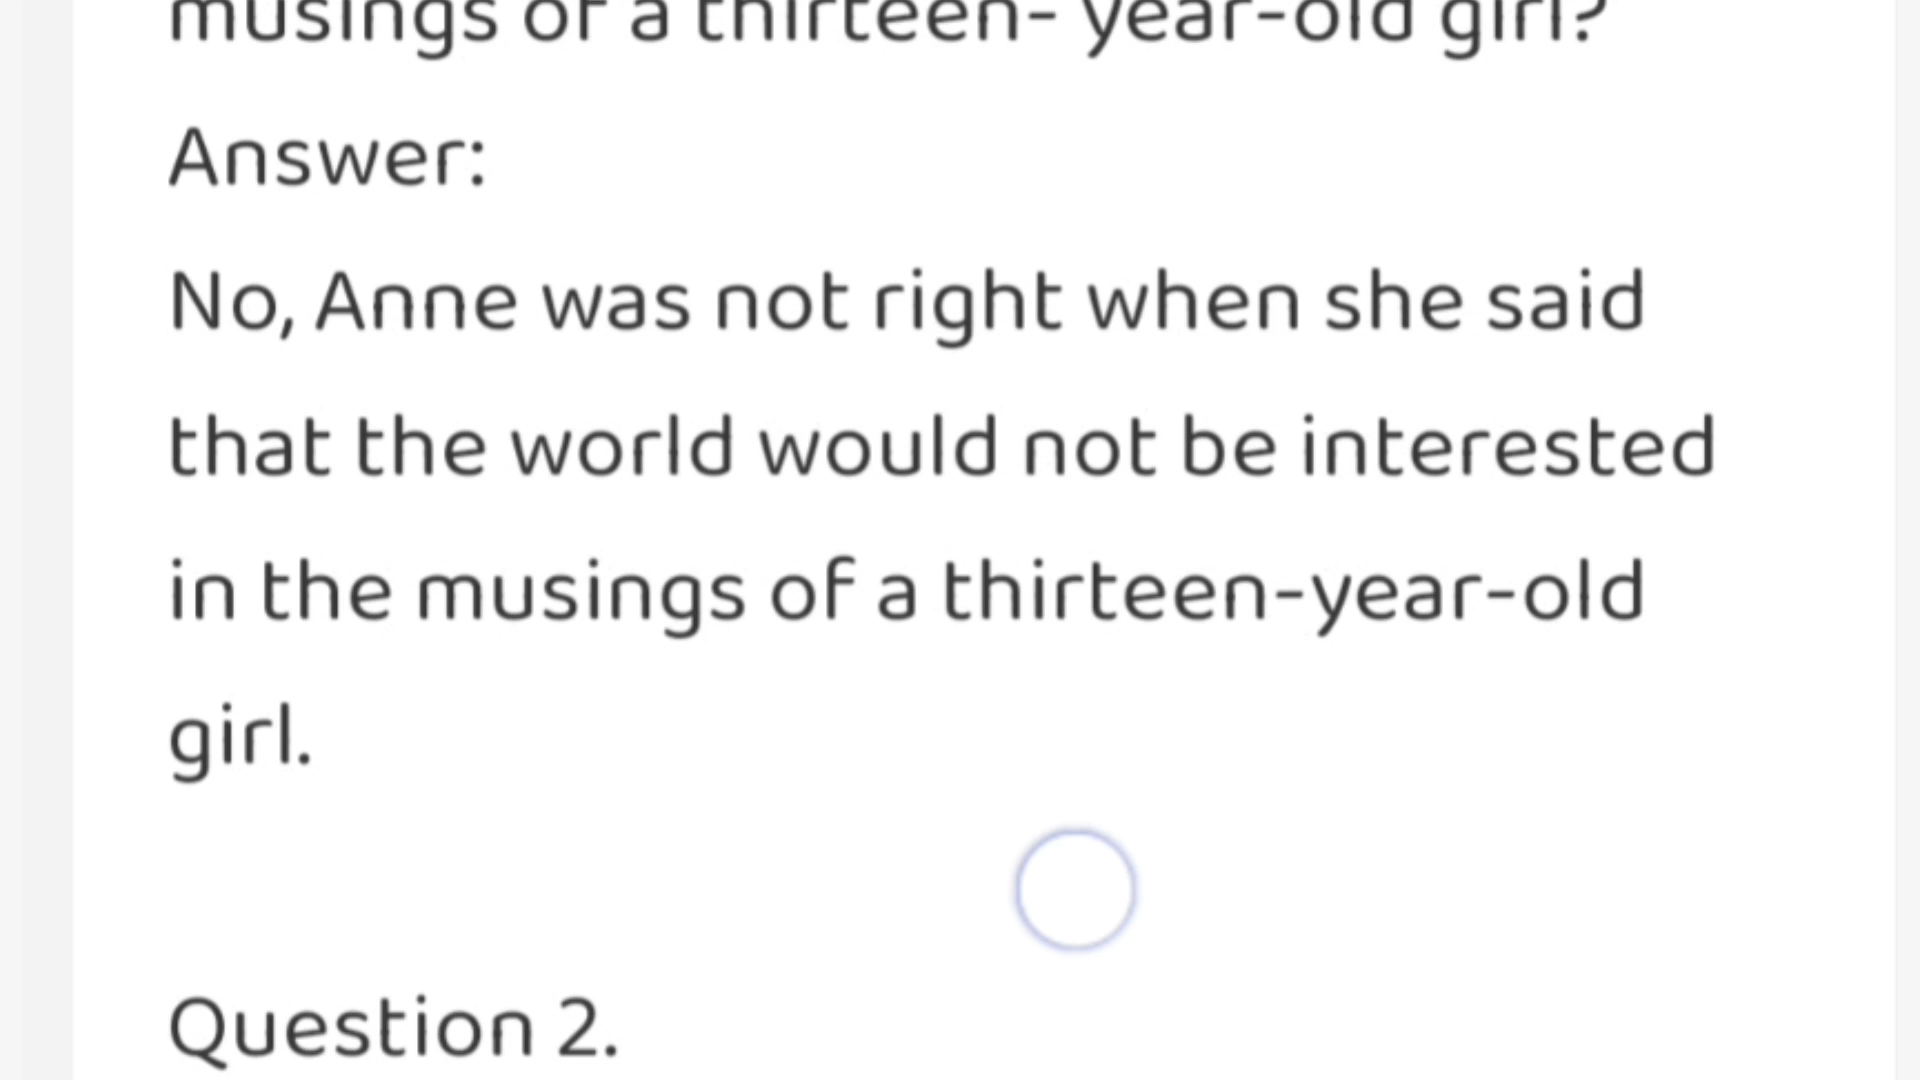 musings of a thirteen- year-old girl?
Answer:
No, Anne was not right when she said
that the world would not be interested
in the musings of a thirteen-year-old
girl.
Question 2.